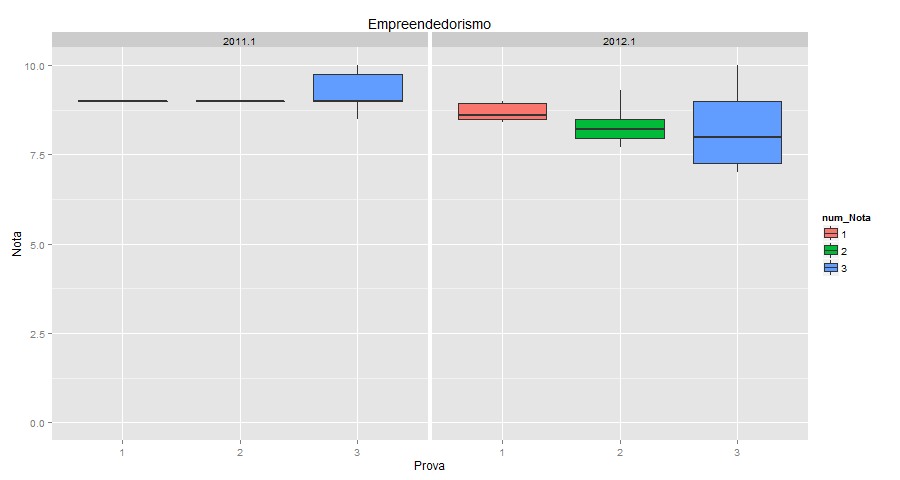 Empreendedorismo
2011.1 2012.1
10.0
7.5
5.0
2.5
0.0
Nota
1 2 3 1 2 3
Prova
num_Nota
1
2
3